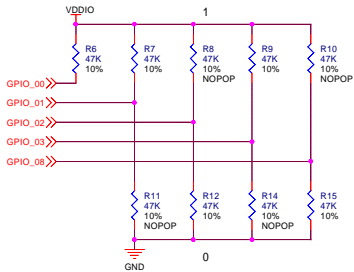 VDDIO
1
R6
47K
10%
R7
47K
10%
R8
47K
10%
NOPOP
R9
47K
10%
R10
47K
10%
NOPOP
GPIO_00
GPIO_01
GPIO_02
GPIO_03
GPIO_08
R11
47K
10%
NOPOP
R12
47K
10%
R14
47K
10%
NOPOP
R15
47K
10%
0
GND